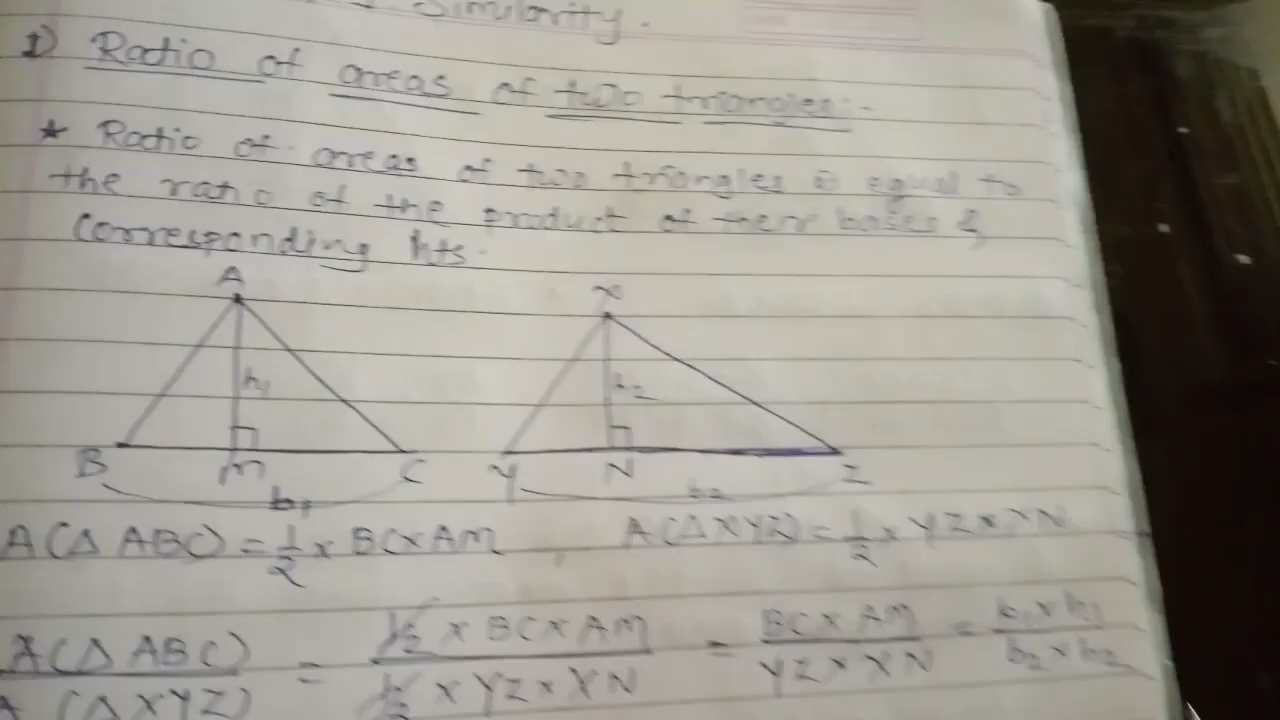 Similarity.
1) Ratio of areas of two triangles:-
* Ratio of areas of two triangles is equal to
the ratio of the product of their bases &
corresponding hts.
A
X
h₁
h₂
B M C
Y N Z
b₁
b₂
A(Δ ABC) = 1/2 × BC × AM
A(Δ XYZ) = 1/2 × YZ × XN
A(Δ ABC) / A(Δ XYZ) = 1/2 × BC × AM / 1/2 × YZ × XN = BC × AM / YZ × XN = b₁ × h₁ / b₂ × h₂